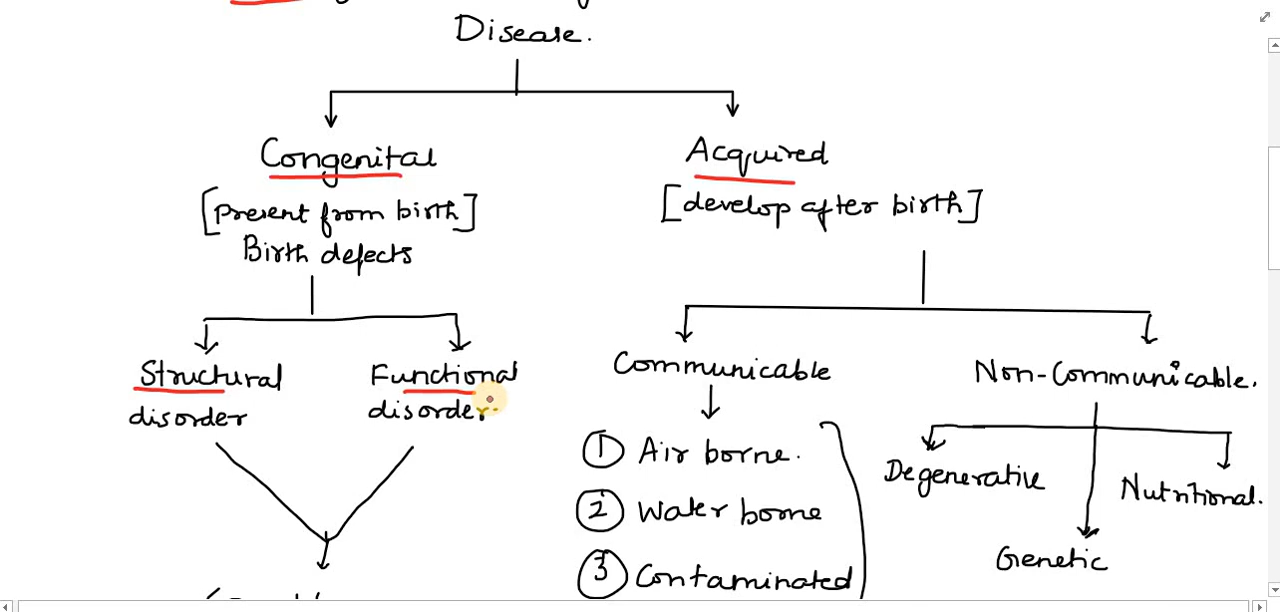 Disease.
Congenital
Acquired
[present from birth]
[develop after birth]
Birth defects
Structural
disorder
Functional
disorder.
Communicable
Non-Communicable.
① Air borne.
② Water borne
③ Contaminated
Degenerative
Nutritional.
Genetic